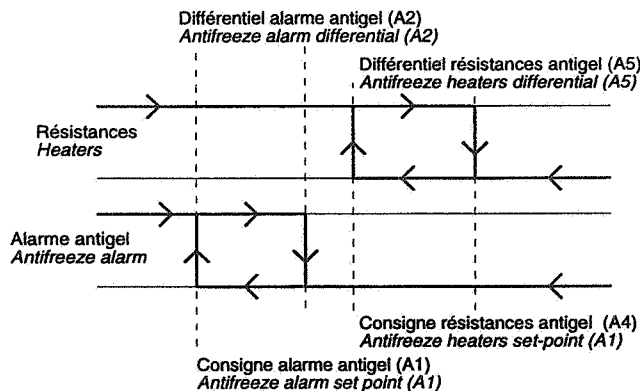 Différentiel alarme antigel (A2)
Antifreeze alarm differential (A2)
Différentiel résistances antigel (A5)
Antifreeze heaters differential (A5)
Résistances
Heaters
Alarme antigel
Antifreeze alarm
Consigne résistances antigel (A4)
Antifreeze heaters set-point (A1)
Consigne alarme antigel (A1)
Antifreeze alarm set point (A1)